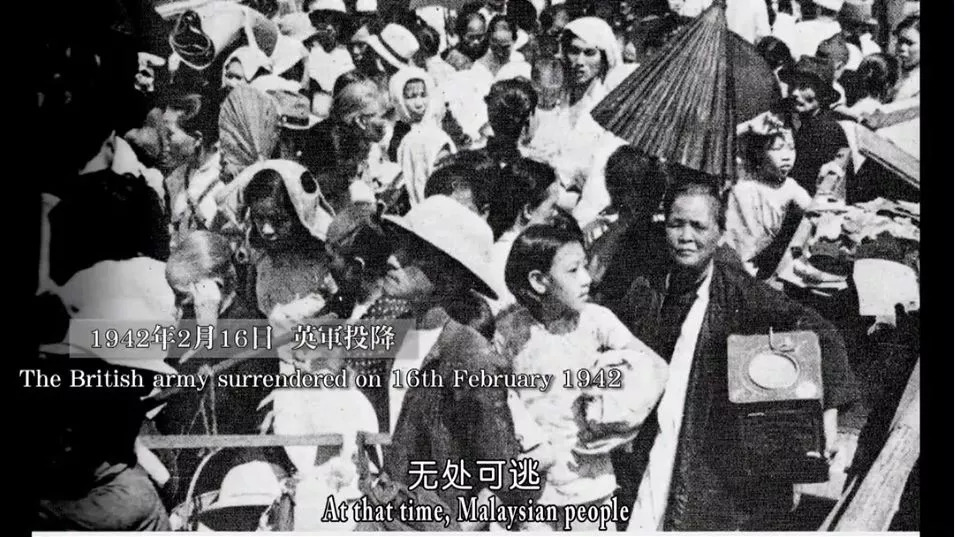 1942年2月16日 英軍投降
The British army surrendered on 16th February 1942
无处可逃
At that time, Malaysian people